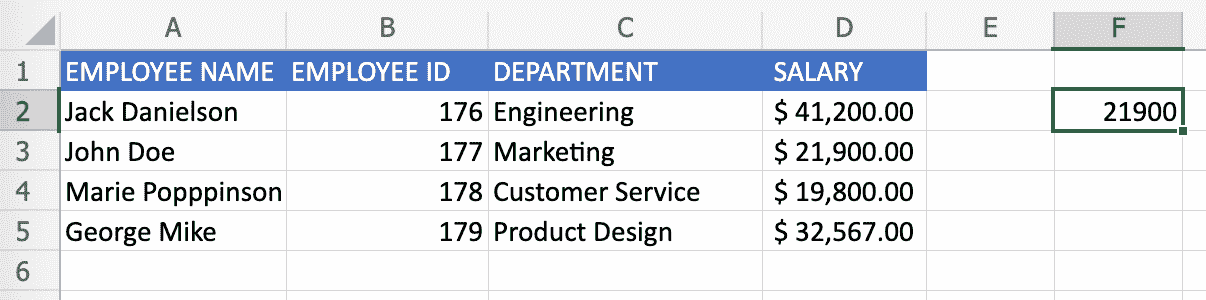 A B C D E F
1 EMPLOYEE NAME EMPLOYEE ID DEPARTMENT SALARY
2 Jack Danielson 176 Engineering $ 41,200.00 21900
3 John Doe 177 Marketing $ 21,900.00
4 Marie Popppinson 178 Customer Service $ 19,800.00
5 George Mike 179 Product Design $ 32,567.00
6